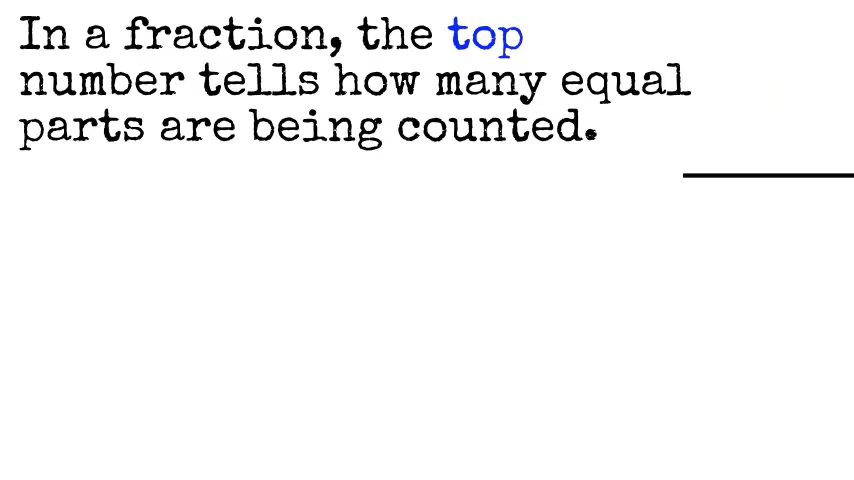 In a fraction, the top
number tells how many equal
parts are being counted.